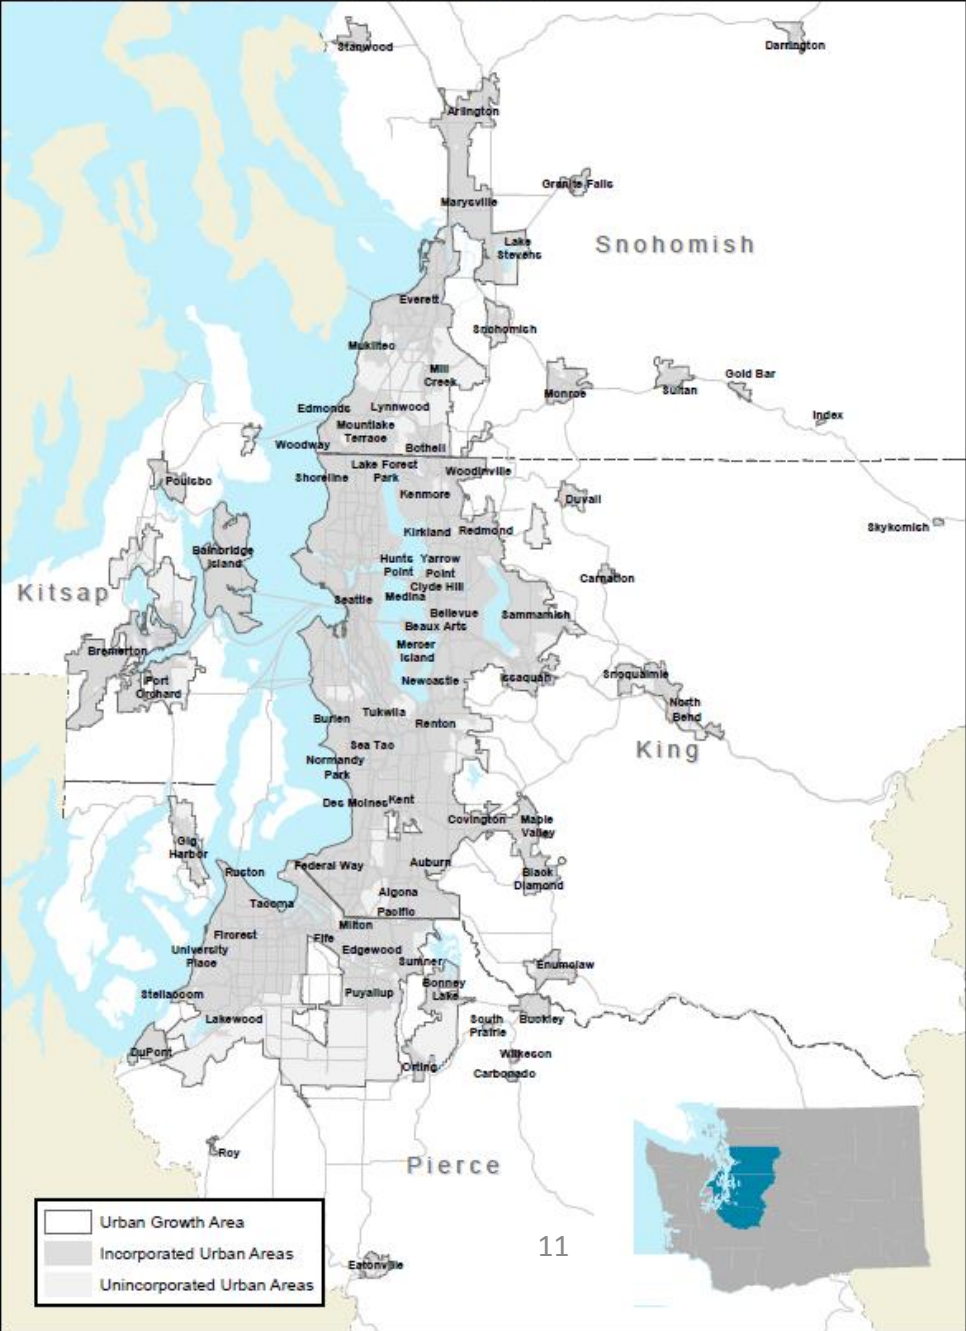 Stanwood
Darrington
Arlington
Granite Falls
Marysville
Lake
Stevens
Snohomish
Everett
Snohomish
Mukilteo
Mill
Creek
Monroe
Sultan
Gold Bar
Index
Edmonds
Lynnwood
Mountlake
Terrace
Woodway
Bothell
Lake Forest
Park
Woodinville
Shoreline
Kenmore
Poulsbo
Duvall
Skykomish
Kirkland
Redmond
Bainbridge
Island
Hunts
Point
Yarrow
Point
Clyde Hill
Carnation
Kitsap
Seattle
Medina
Bellevue
Sammamish
Beaux Arts
Mercer
Island
Bremerton
Newcastle
Issaquah
Snoqualmie
Port
Orchard
North
Bend
Burien
Tukwila
Renton
Sea Tac
King
Normandy
Park
Des Moines
Kent
Covington
Maple
Valley
Gig
Harbor
Federal Way
Auburn
Ruston
Black
Diamond
Algona
Tacoma
Pacific
Milton
Fircrest
Fife
Edgewood
University
Place
Sumner
Enumclaw
Bonney
Lake
Steilacoom
Puyallup
Lakewood
South
Prairie
Buckley
DuPont
Wilkeson
Orting
Carbonado
Roy
Pierce
Urban Growth Area
Incorporated Urban Areas
Unincorporated Urban Areas
11
Eatonville